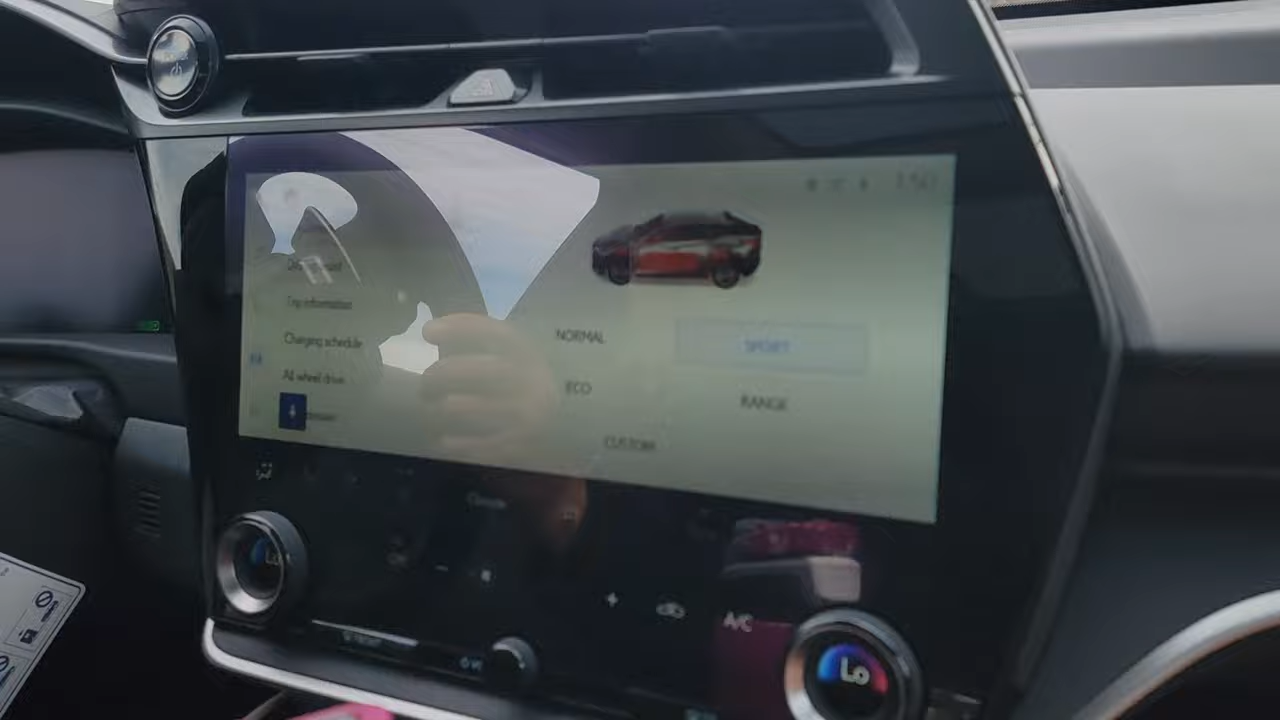 Trip information
Charging schedule
All wheel drive
NORMAL
SPORT
ECO
RANGE
CUSTOM
A/C
Lo
Lo